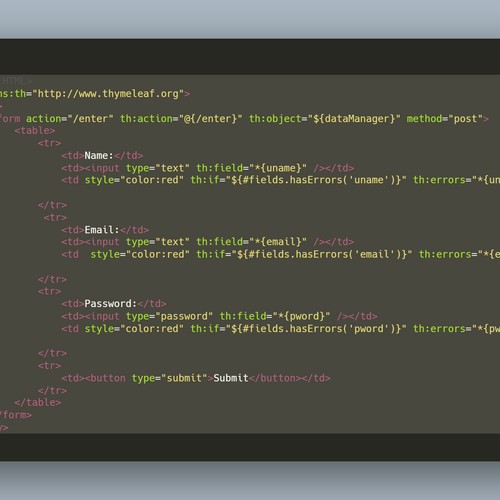 HTML>
ns:th="http://www.thymeleaf.org">
>
form action="/enter" th:action="@{/enter}" th:object="${dataManager}" method="post">
<table>
<tr>
<td>Name:</td>
<td><input type="text" th:field="*{uname}" /></td>
<td style="color:red" th:if="${#fields.hasErrors('uname')}" th:errors="*{un
</tr>
<tr>
<td>Email:</td>
<td><input type="text" th:field="*{email}" /></td>
<td  style="color:red" th:if="${#fields.hasErrors('email')}" th:errors="*{e
</tr>
<tr>
<td>Password:</td>
<td><input type="password" th:field="*{pword}" /></td>
<td style="color:red" th:if="${#fields.hasErrors('pword')}" th:errors="*{pw
</tr>
<tr>
<td><button type="submit">Submit</button></td>
</tr>
</table>
/form>
y>